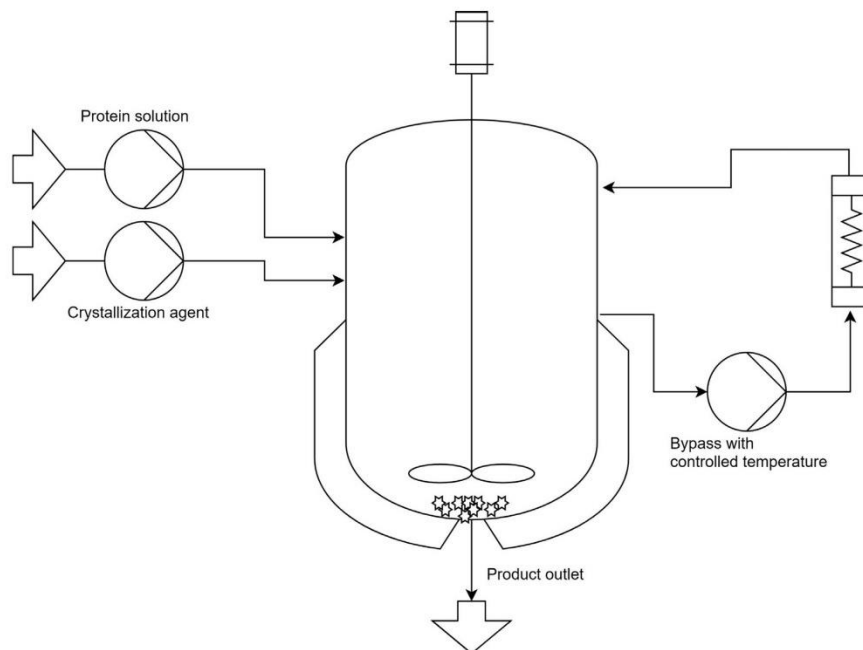 Protein solution
Crystallization agent
Bypass with
controlled temperature
Product outlet